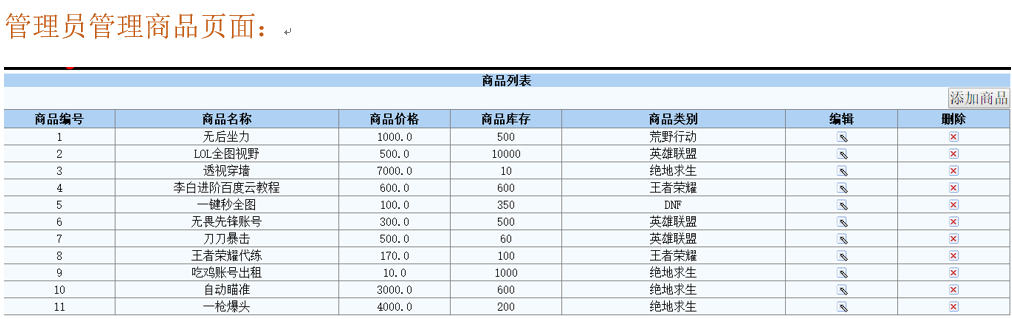 管理员管理商品页面：
商品列表
添加商品
商品编号 商品名称 商品价格 商品库存 商品类别 编辑 删除
1 无后坐力 1000.0 500 荒野行动
2 LOL全图视野 500.0 10000 英雄联盟
3 透视穿墙 7000.0 10 绝地求生
4 李白进阶百度云教程 600.0 600 王者荣耀
5 一键秒全图 100.0 350 DNF
6 无畏先锋账号 300.0 500 英雄联盟
7 刀刀暴击 500.0 60 英雄联盟
8 王者荣耀代练 170.0 100 王者荣耀
9 吃鸡账号出租 10.0 1000 绝地求生
10 自动瞄准 3000.0 600 绝地求生
11 一枪爆头 4000.0 200 绝地求生